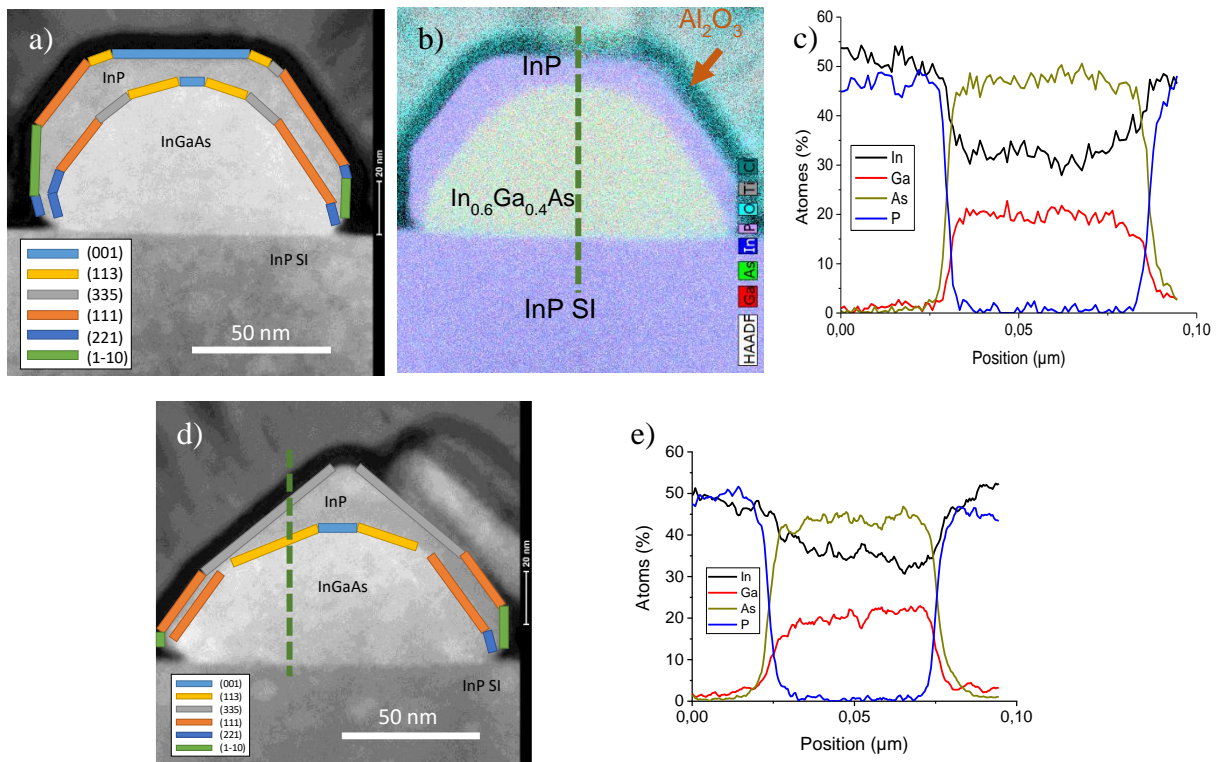 a)
InP
InGaAs
InP SI
20 nm
50 nm
(001)
(113)
(335)
(111)
(221)
(1-10)
b)
Al2O3
InP
In0.6Ga0.4As
InP SI
HAADF Ga As In P O Ti Cl
c)
Atomes (%)
60
50
40
30
20
10
0
In
Ga
As
P
0,00 0,05 0,10
Position (µm)
d)
InP
InGaAs
InP SI
20 nm
50 nm
(001)
(113)
(335)
(111)
(221)
(1-10)
e)
Atoms (%)
60
50
40
30
20
10
0
In
Ga
As
P
0,00 0,05 0,10
Position (µm)